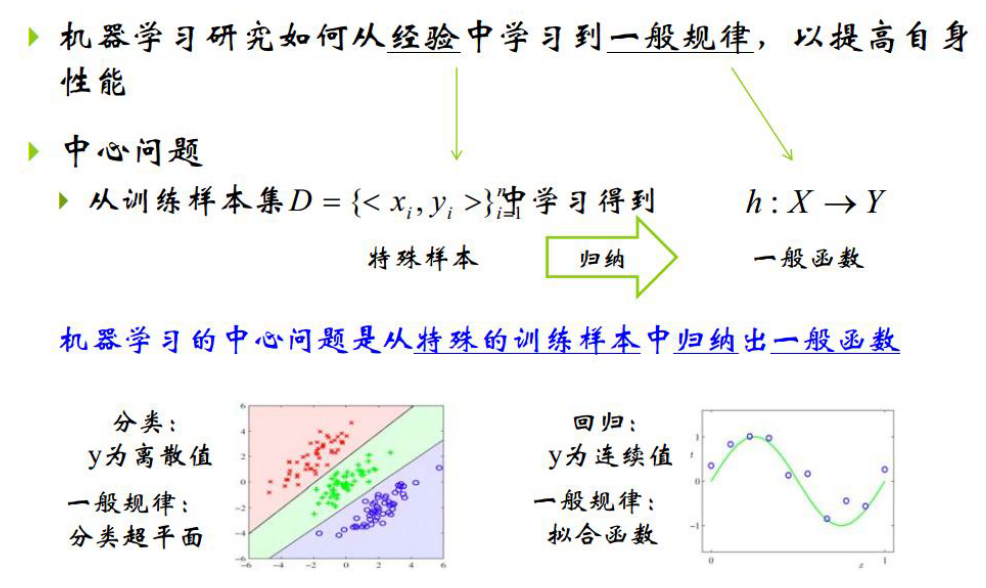 机器学习研究如何从经验中学习到一般规律，以提高自身
性能
中心问题
从训练样本集D = {< x_i, y_i >}_{i=1}^n中学习得到 h : X → Y
特殊样本 归纳 一般函数
机器学习的中心问题是从特殊的训练样本中归纳出一般函数
分类：
y为离散值
一般规律：
分类超平面
6
4
2
0
−2
−4
−6
−6 −4 −2 0 2 4 6
回归：
y为连续值
一般规律：
拟合函数
1
t
0
−1
0 x 1